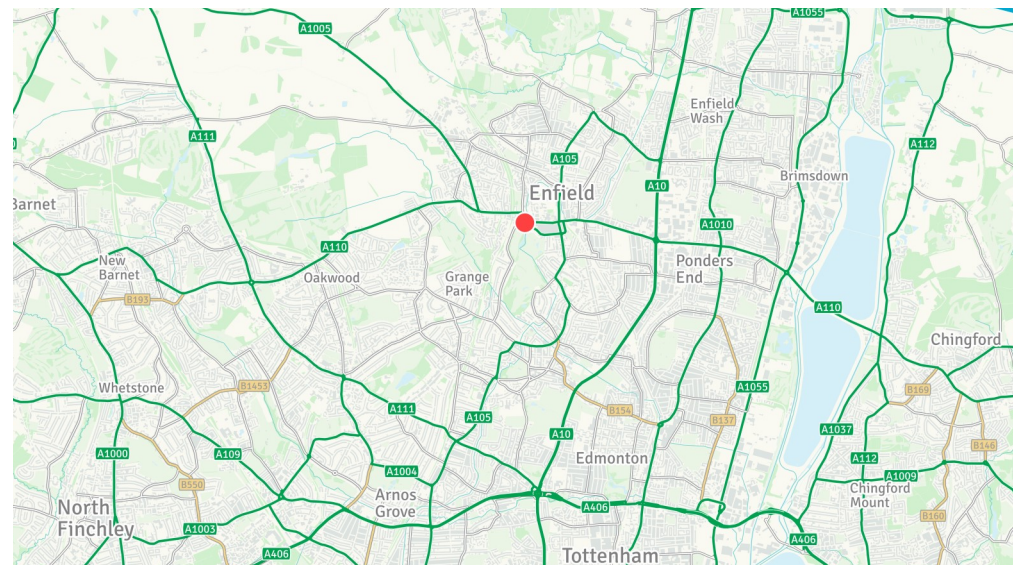 A1055
A1005
Enfield
Wash
A111
A112
A105
Brimsdown
A10
Enfield
Barnet
A1010
A110
New
Barnet
Oakwood
Grange
Park
Ponders
End
B193
A110
Chingford
Whetstone
B1453
A1055
B169
A111
B154
A105
B137
A10
A1037
B146
A1000
A109
Edmonton
A112
A1004
A1009
B550
Arnos
Grove
Chingford
Mount
North
Finchley
A406
B160
A1003
A406
A406
Tottenham